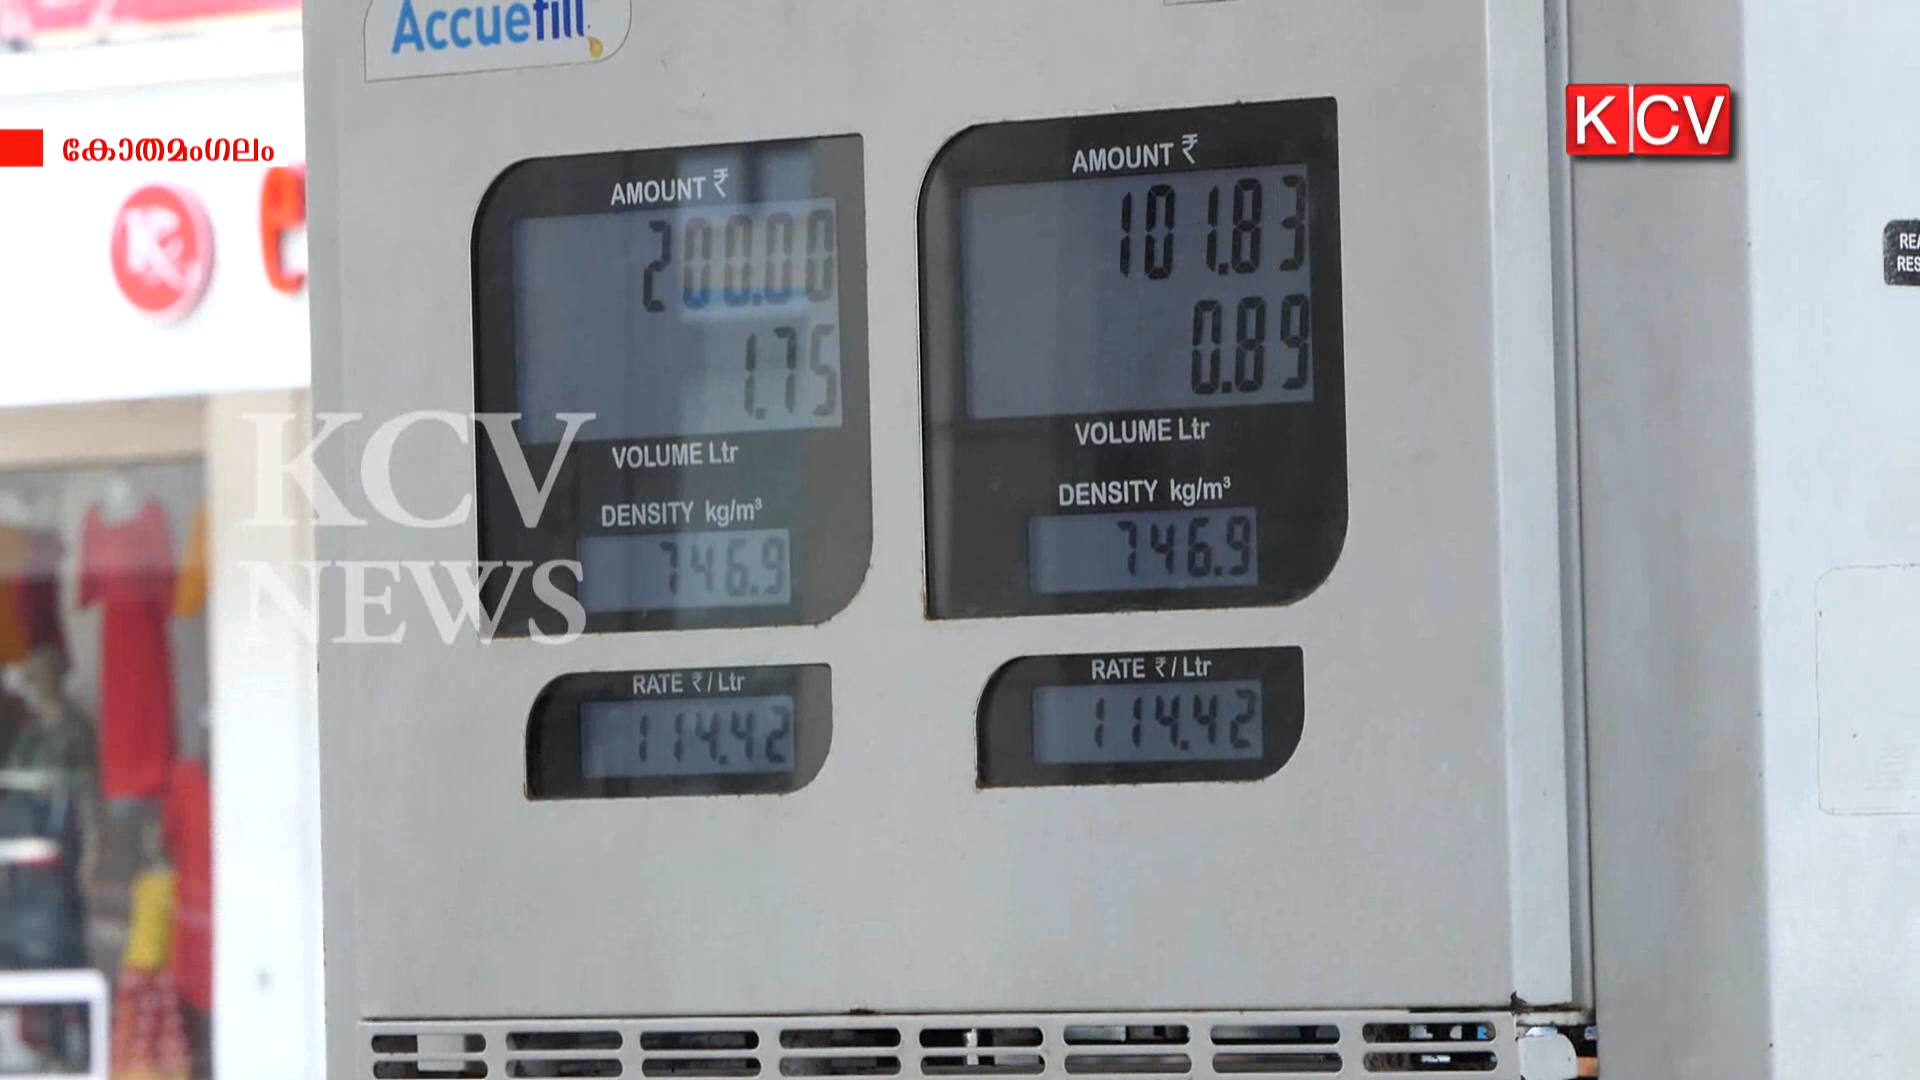 Accuefill
കോതമംഗലം
KCV
AMOUNT ₹
200.00
1.75
VOLUME Ltr
DENSITY kg/m³
746.9
RATE ₹/Ltr
114.42
AMOUNT ₹
101.83
0.89
VOLUME Ltr
DENSITY kg/m³
746.9
RATE ₹/Ltr
114.42
KCV
NEWS